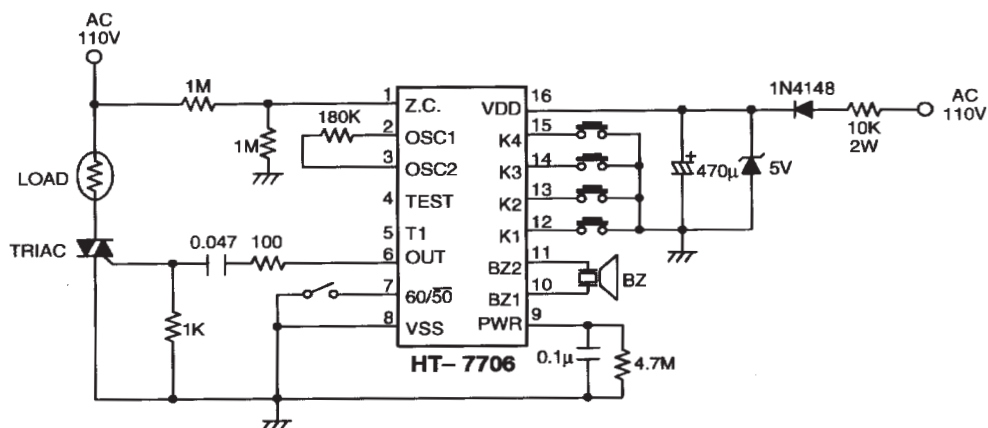 AC
110V
AC
110V
1M
1M
180K
LOAD
TRIAC
0.047
100
1K
1
Z.C.
2
OSC1
3
OSC2
4
TEST
5
T1
6
OUT
7
60/50
8
VSS
16
VDD
15
K4
14
K3
13
K2
12
K1
11
BZ2
10
BZ1
9
PWR
HT– 7706
1N4148
10K
2W
+
470μ
5V
BZ
0.1μ
4.7M